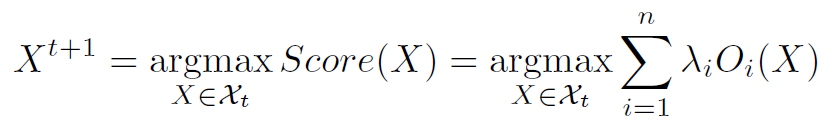 $X^{t+1} = \underset{X \in \mathcal{X}_t}{\operatorname{argmax}} \, Score(X) = \underset{X \in \mathcal{X}_t}{\operatorname{argmax}} \sum_{i=1}^{n} \lambda_i O_i(X)$